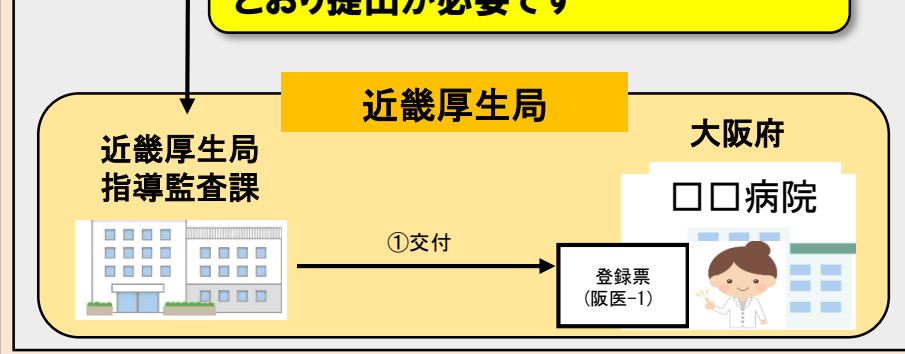 とおり提出が必要です
近畿厚生局
近畿厚生局
指導監査課
大阪府
□□病院
①交付
登録票
(阪医-1)